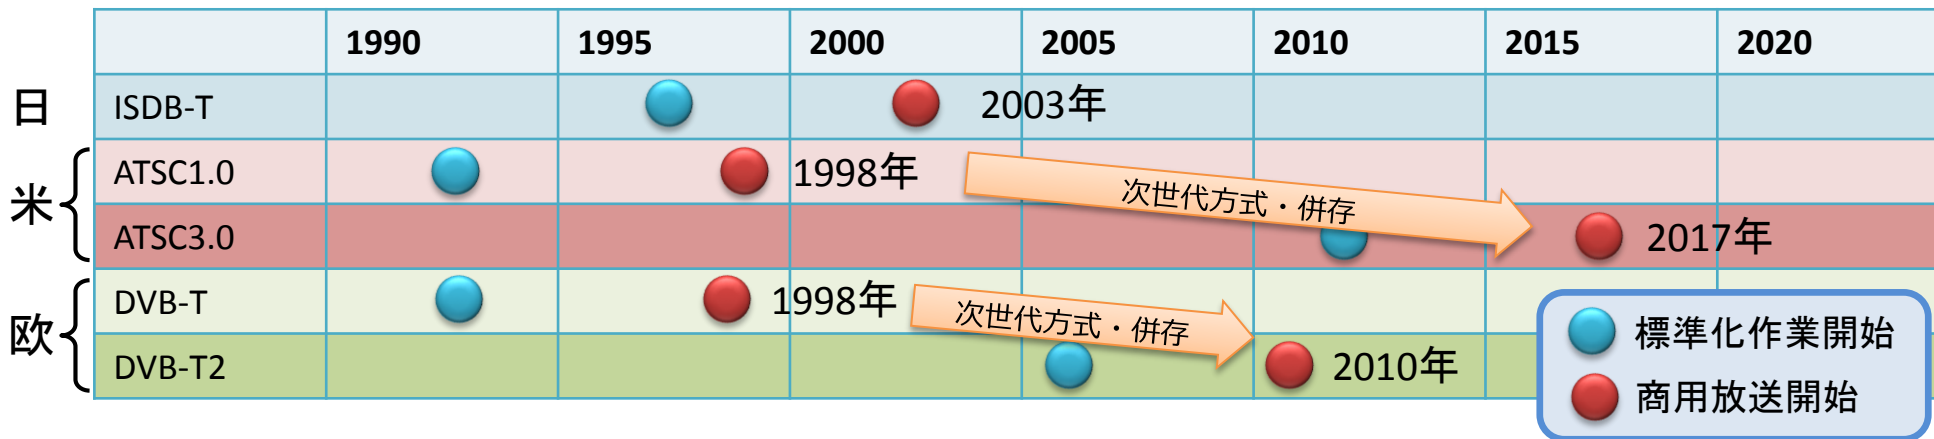 1990 1995 2000 2005 2010 2015 2020
日 ISDB-T 2003年
米
ATSC1.0 1998年
次世代方式・併存
ATSC3.0 2017年
欧
DVB-T 1998年
次世代方式・併存
DVB-T2 2010年
標準化作業開始
商用放送開始